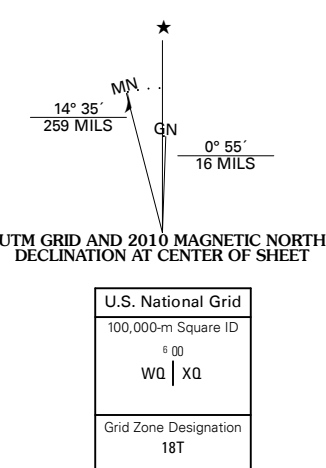 ★
MN
14° 35´
259 MILS
GN
0° 55´
16 MILS
UTM GRID AND 2010 MAGNETIC NORTH
DECLINATION AT CENTER OF SHEET
U.S. National Grid
100,000-m Square ID
6 00
WQ XQ
Grid Zone Designation
18T